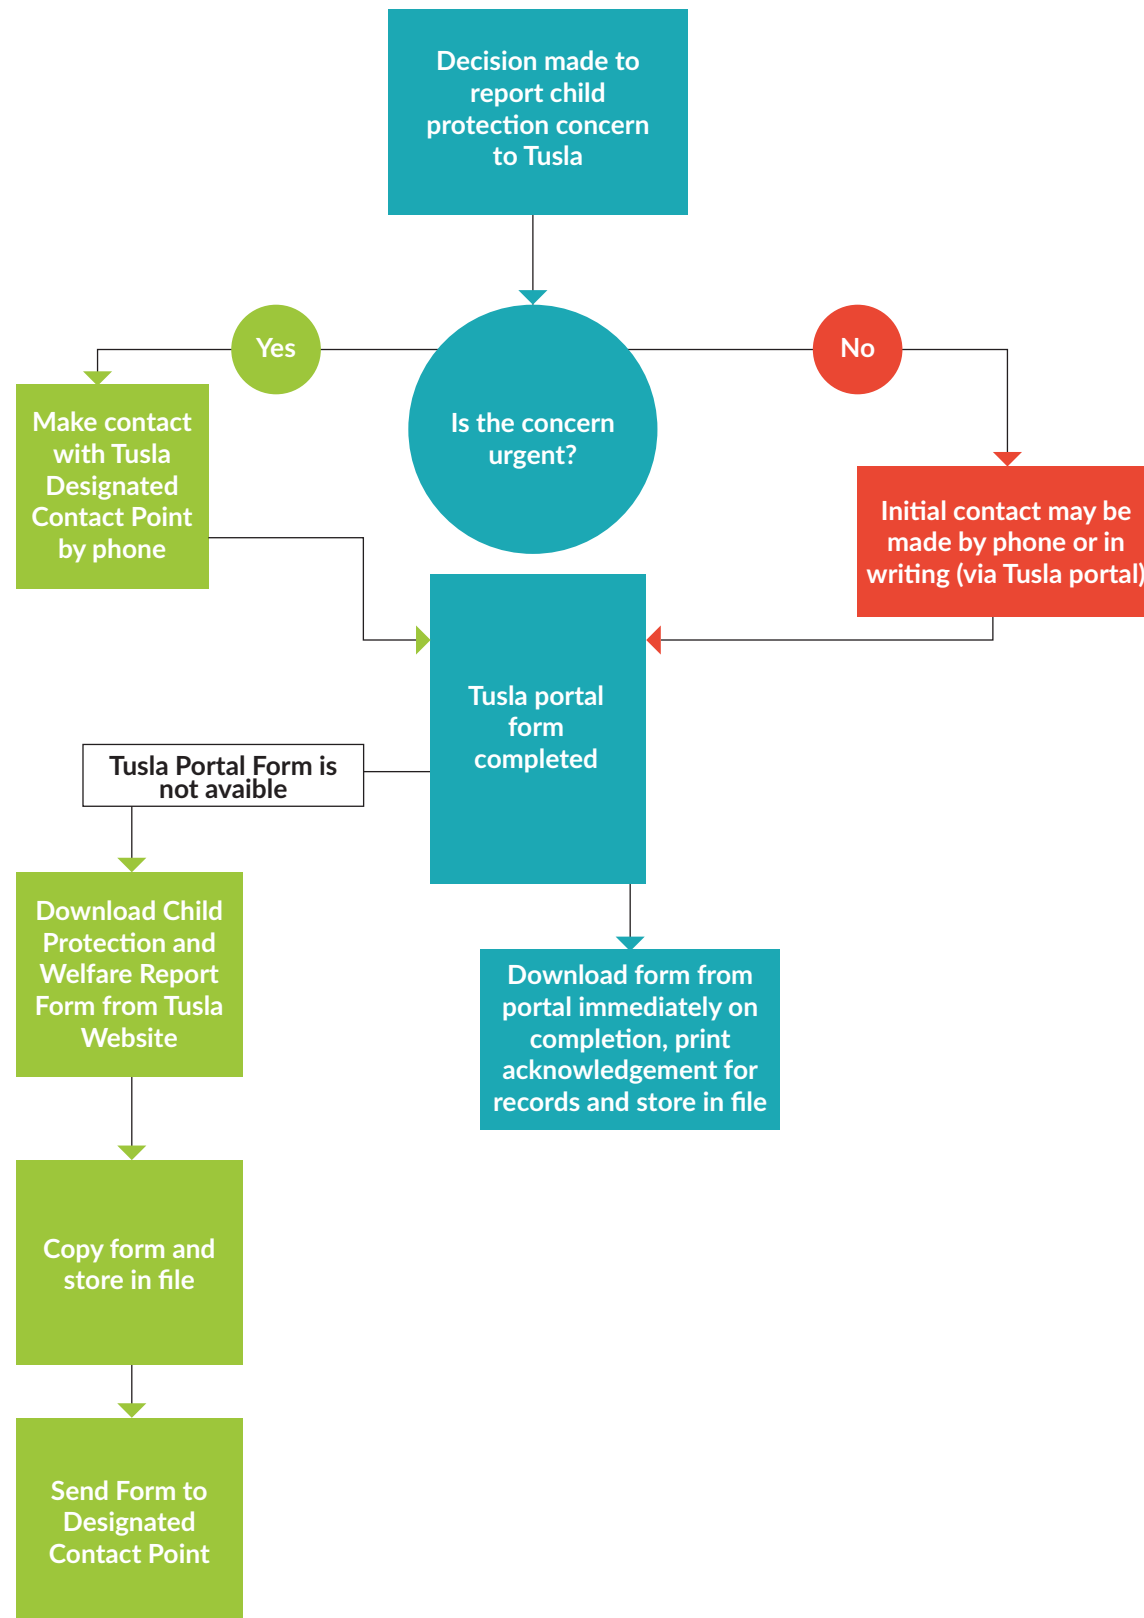 Decision made to
report child
protection concern
to Tusla
Yes
No
Is the concern
urgent?
Make contact
with Tusla
Designated
Contact Point
by phone
Initial contact may be
made by phone or in
writing (via Tusla portal)
Tusla portal
form
completed
Tusla Portal Form is
not avaible
Download Child
Protection and
Welfare Report
Form from Tusla
Website
Download form from
portal immediately on
completion, print
acknowledgement for
records and store in file
Copy form and
store in file
Send Form to
Designated
Contact Point